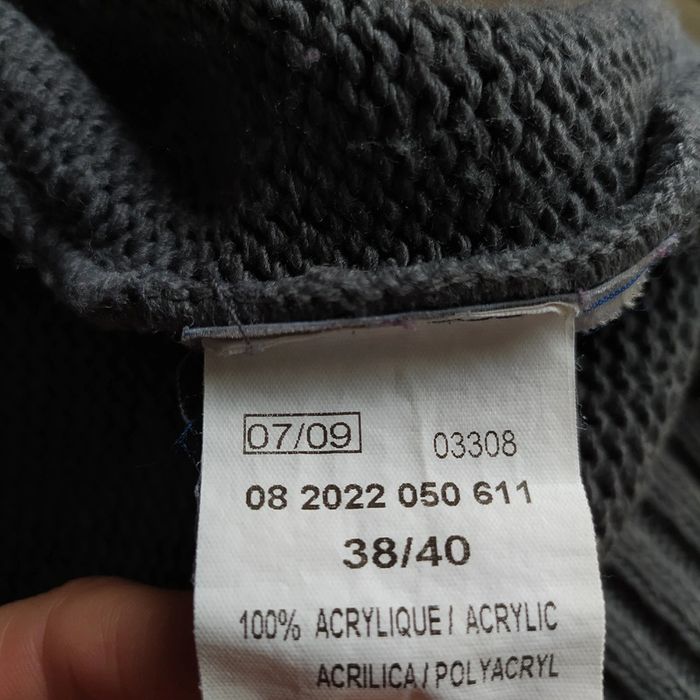 07/09 03308
08 2022 050 611
38/40
100% ACRYLIQUE / ACRYLIC
ACRILICA / POLYACRYL